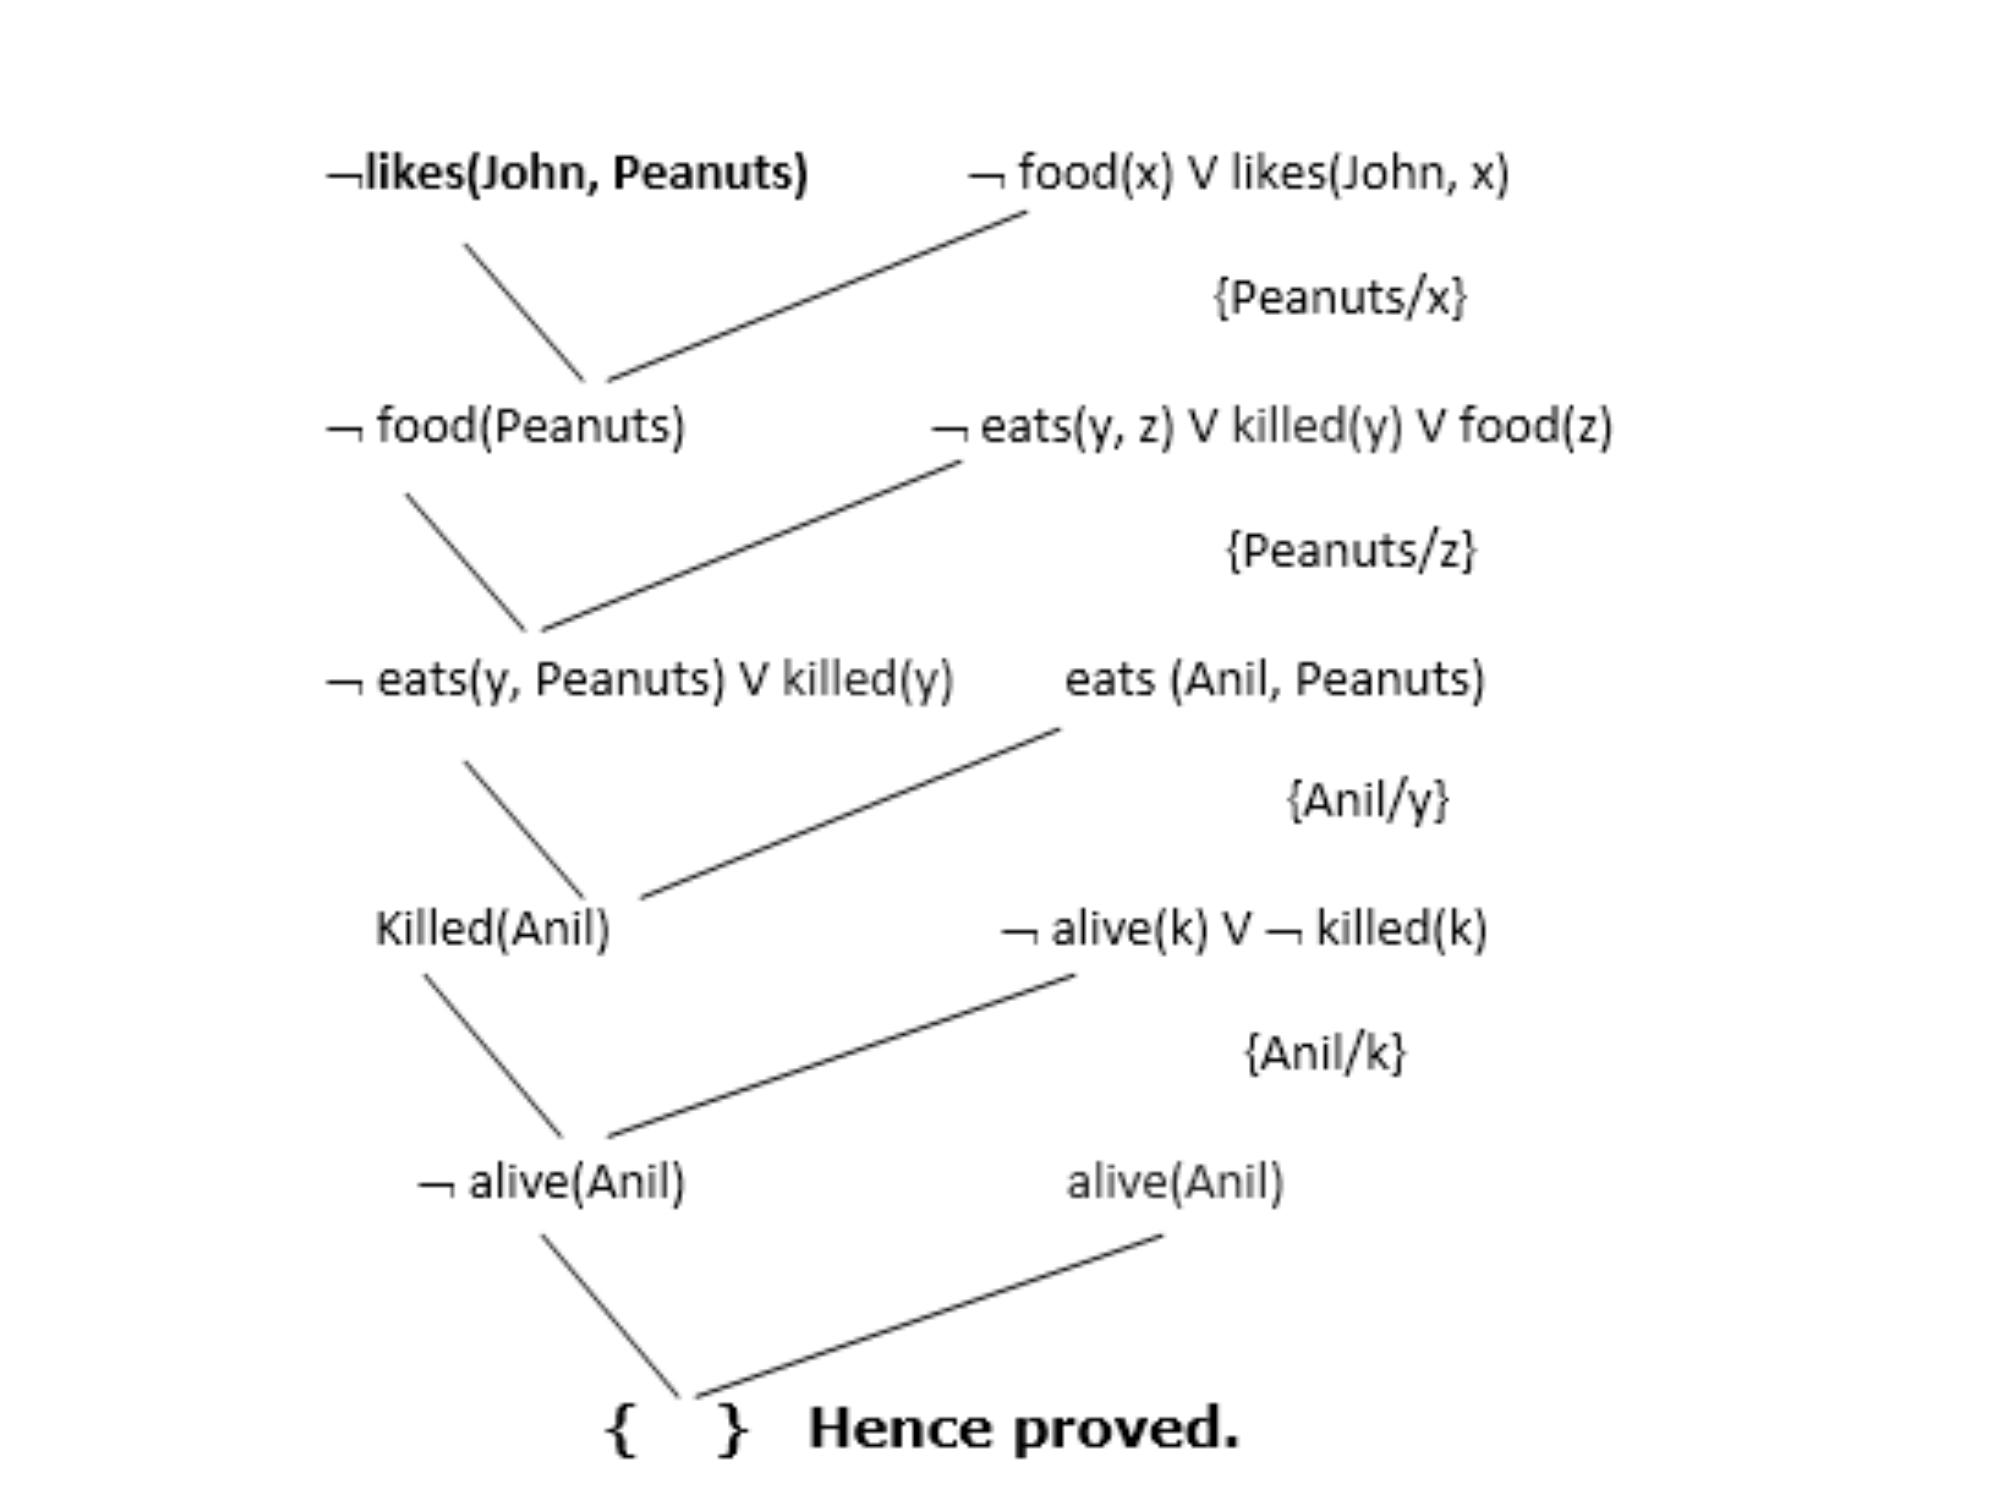 ¬likes(John, Peanuts) ¬ food(x) V likes(John, x)
{Peanuts/x}
¬ food(Peanuts) ¬ eats(y, z) V killed(y) V food(z)
{Peanuts/z}
¬ eats(y, Peanuts) V killed(y) eats (Anil, Peanuts)
{Anil/y}
Killed(Anil) ¬ alive(k) V ¬ killed(k)
{Anil/k}
¬ alive(Anil) alive(Anil)
{ } Hence proved.